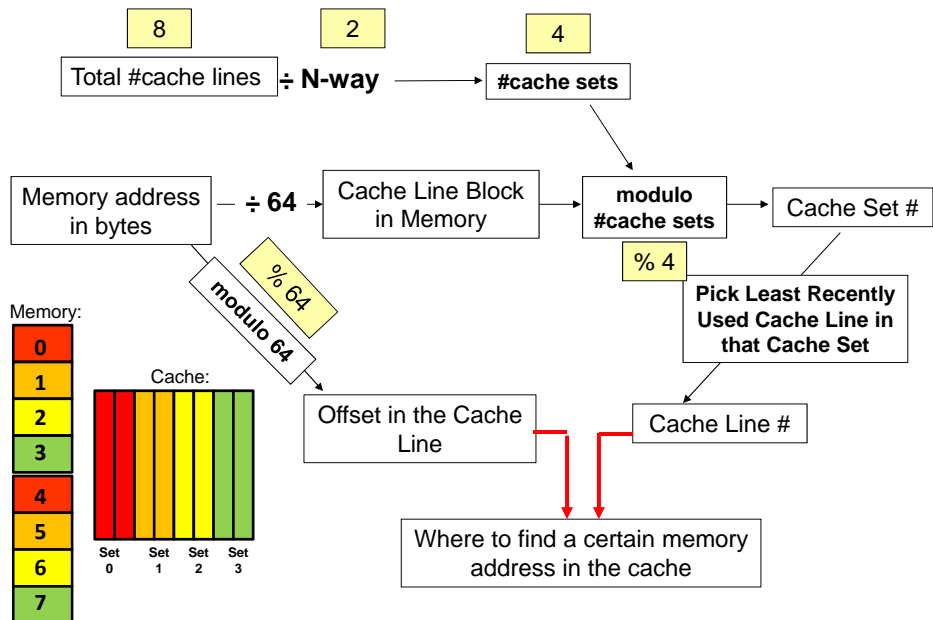 8
2
4
Total #cache lines
÷ N-way
#cache sets
Memory address
in bytes
÷ 64
Cache Line Block
in Memory
modulo
#cache sets
Cache Set #
% 4
% 64
modulo 64
Pick Least Recently
Used Cache Line in
that Cache Set
Memory:
0
1
2
3
4
5
6
7
Cache:
Set
0
Set
1
Set
2
Set
3
Offset in the Cache
Line
Cache Line #
Where to find a certain memory
address in the cache